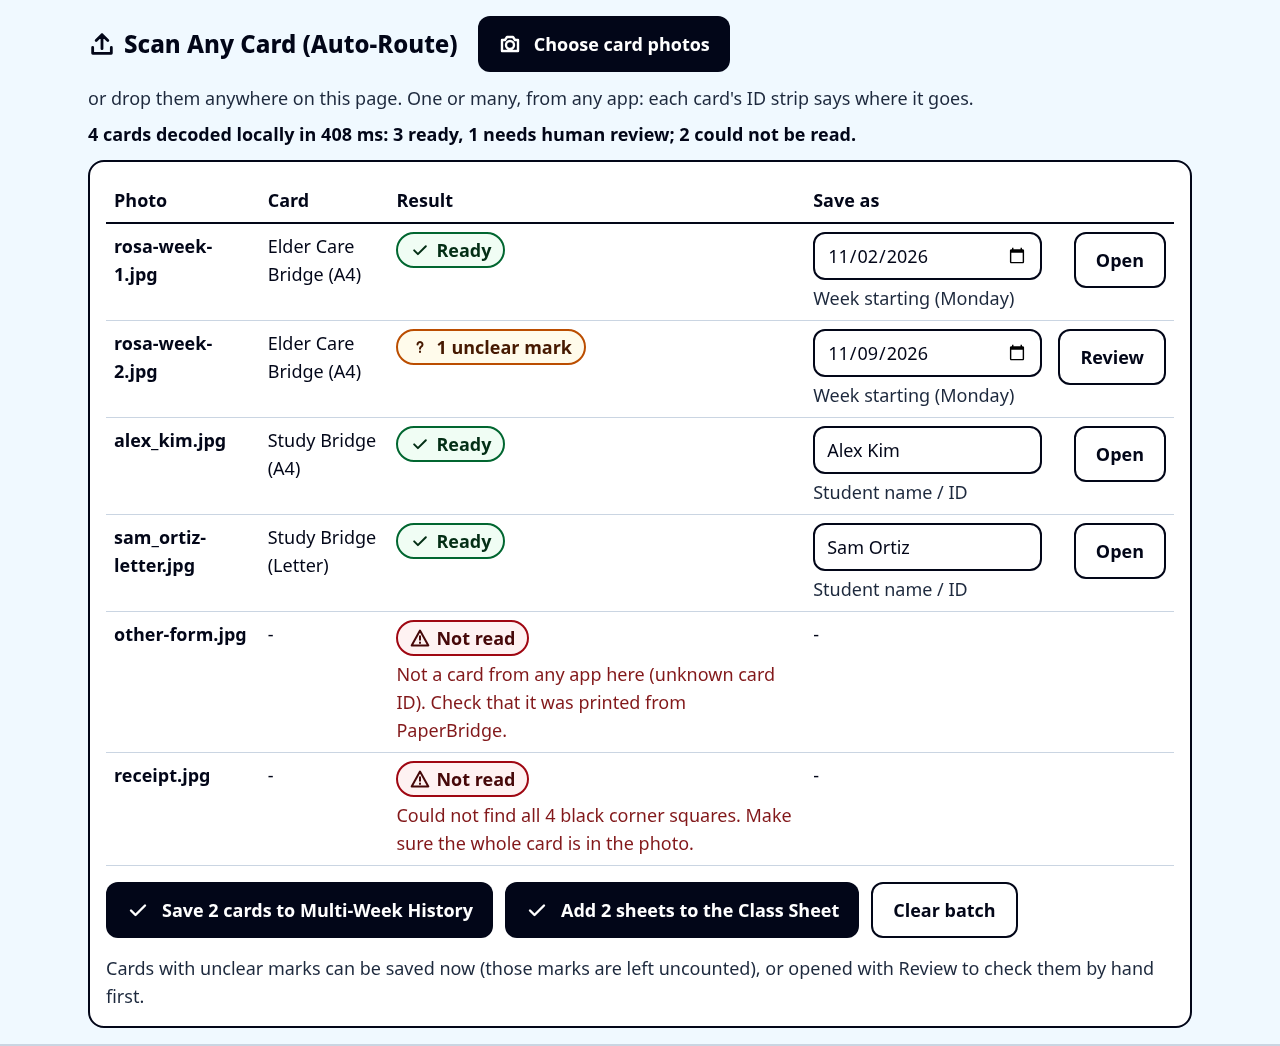 Scan Any Card (Auto-Route)
Choose card photos
or drop them anywhere on this page. One or many, from any app: each card's ID strip says where it goes.
4 cards decoded locally in 408 ms: 3 ready, 1 needs human review; 2 could not be read.
Photo Card Result Save as
rosa-week-
1.jpg
Elder Care
Bridge (A4)
Ready
11/02/2026
Week starting (Monday)
Open
rosa-week-
2.jpg
Elder Care
Bridge (A4)
? 1 unclear mark
11/09/2026
Week starting (Monday)
Review
alex_kim.jpg
Study Bridge
(A4)
Ready
Alex Kim
Student name / ID
Open
sam_ortiz-
letter.jpg
Study Bridge
(Letter)
Ready
Sam Ortiz
Student name / ID
Open
other-form.jpg
-
Not read
Not a card from any app here (unknown card
ID). Check that it was printed from
PaperBridge.
-
receipt.jpg
-
Not read
Could not find all 4 black corner squares. Make
sure the whole card is in the photo.
-
Save 2 cards to Multi-Week History
Add 2 sheets to the Class Sheet
Clear batch
Cards with unclear marks can be saved now (those marks are left uncounted), or opened with Review to check them by hand
first.